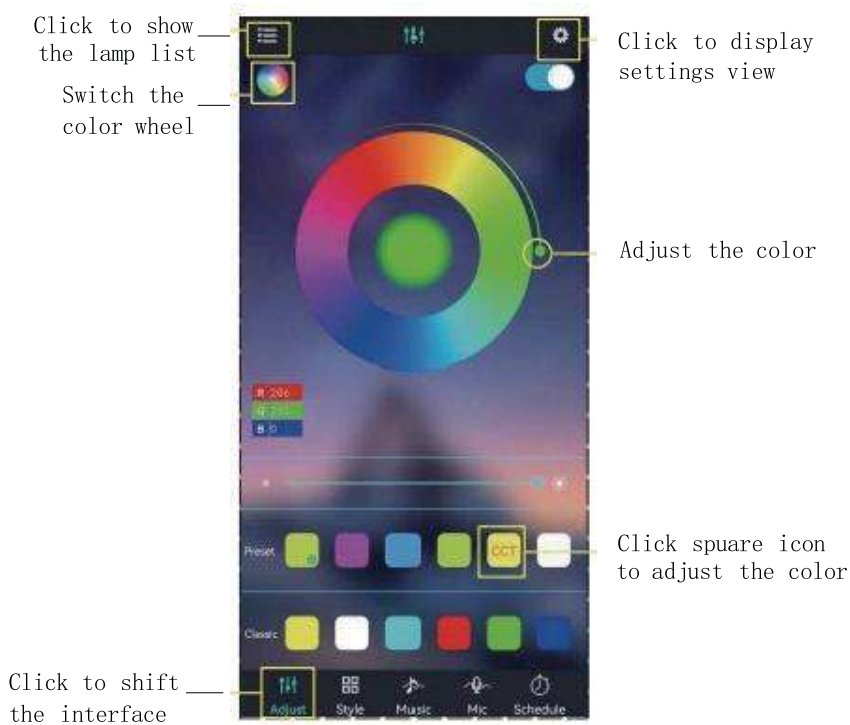 Click to show
the lamp list
Click to display
settings view
Switch the
color wheel
Adjust the color
R 206
G
B 0
Preset
CCT
Click spuare icon
to adjust the color
Classic
Click to shift
the interface
Adjust
Style
Music
Mic
Schedule